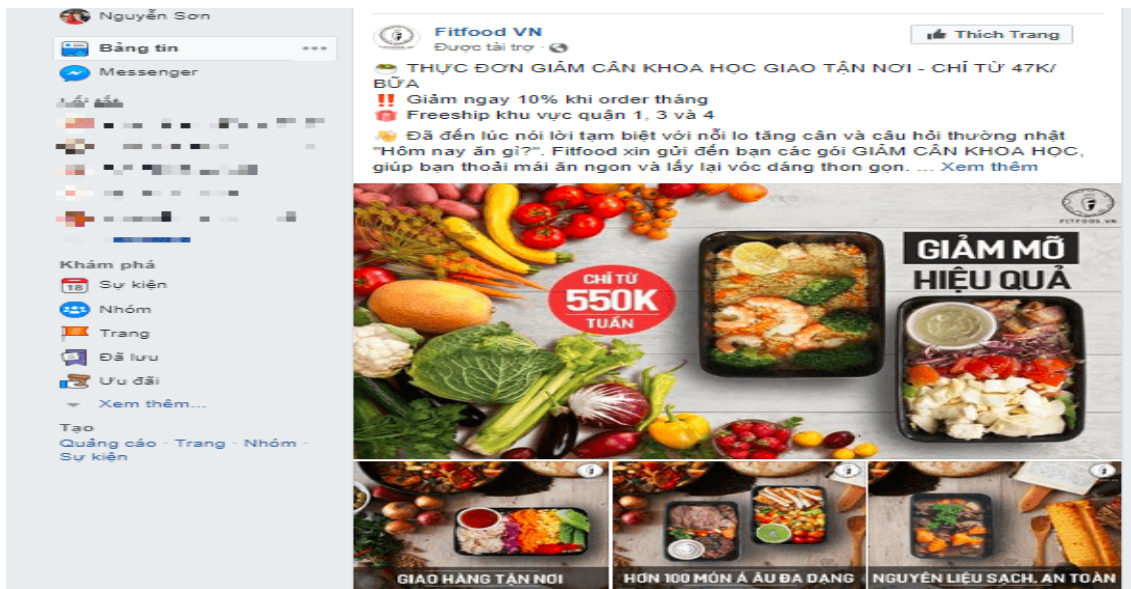 Nguyễn Sơn
Bảng tin
Messenger
Lối tắt
Khám phá
18 Sự kiện
Nhóm
Trang
Đã lưu
Ưu đãi
Xem thêm...
Tạo
Quảng cáo · Trang · Nhóm ·
Sự kiện
Fitfood VN
Được tài trợ ·
Thích Trang
THỰC ĐƠN GIẢM CÂN KHOA HỌC GIAO TẬN NƠI - CHỈ TỪ 47K/
BỮA
Giảm ngay 10% khi order tháng
Freeship khu vực quận 1, 3 và 4
Đã đến lúc nói lời tạm biệt với nỗi lo tăng cân và câu hỏi thường nhật
"Hôm nay ăn gì?". Fitfood xin gửi đến bạn các gói GIẢM CÂN KHOA HỌC,
giúp bạn thoải mái ăn ngon và lấy lại vóc dáng thon gọn. ... Xem thêm
FITFOOD.VN
GIẢM MỠ
HIỆU QUẢ
CHỈ TỪ
550K
TUẦN
GIAO HÀNG TẬN NƠI
HƠN 100 MÓN Á ÂU ĐA DẠNG
NGUYÊN LIỆU SẠCH, AN TOÀN